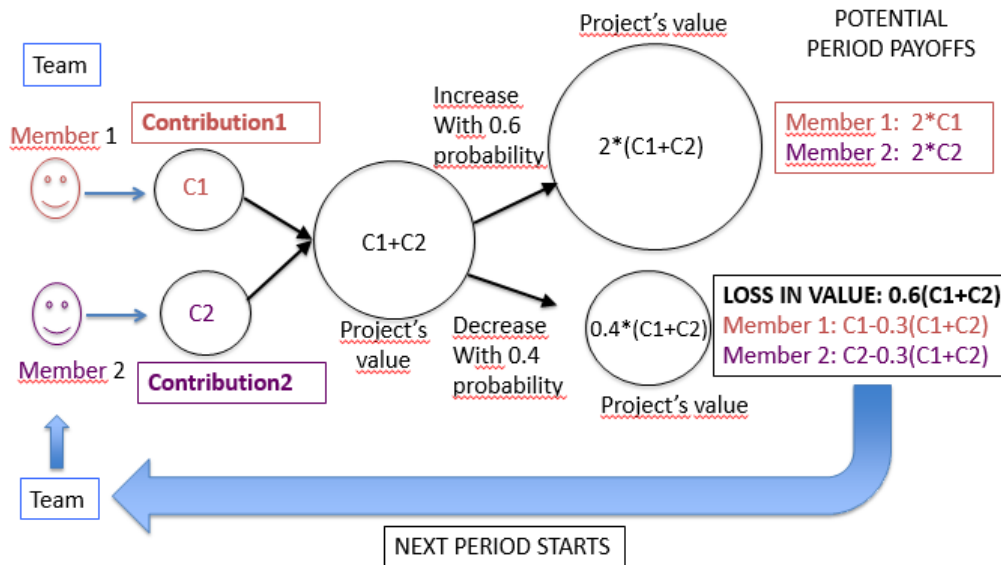 Team
Member 1
Contribution1
C1
C2
Member 2
Contribution2
C1+C2
Project's
value
Increase
With 0.6
probability
Decrease
With 0.4
probability
Project's value
2*(C1+C2)
0.4*(C1+C2)
Project's value
POTENTIAL
PERIOD PAYOFFS
Member 1: 2*C1
Member 2: 2*C2
LOSS IN VALUE: 0.6(C1+C2)
Member 1: C1-0.3(C1+C2)
Member 2: C2-0.3(C1+C2)
Team
NEXT PERIOD STARTS